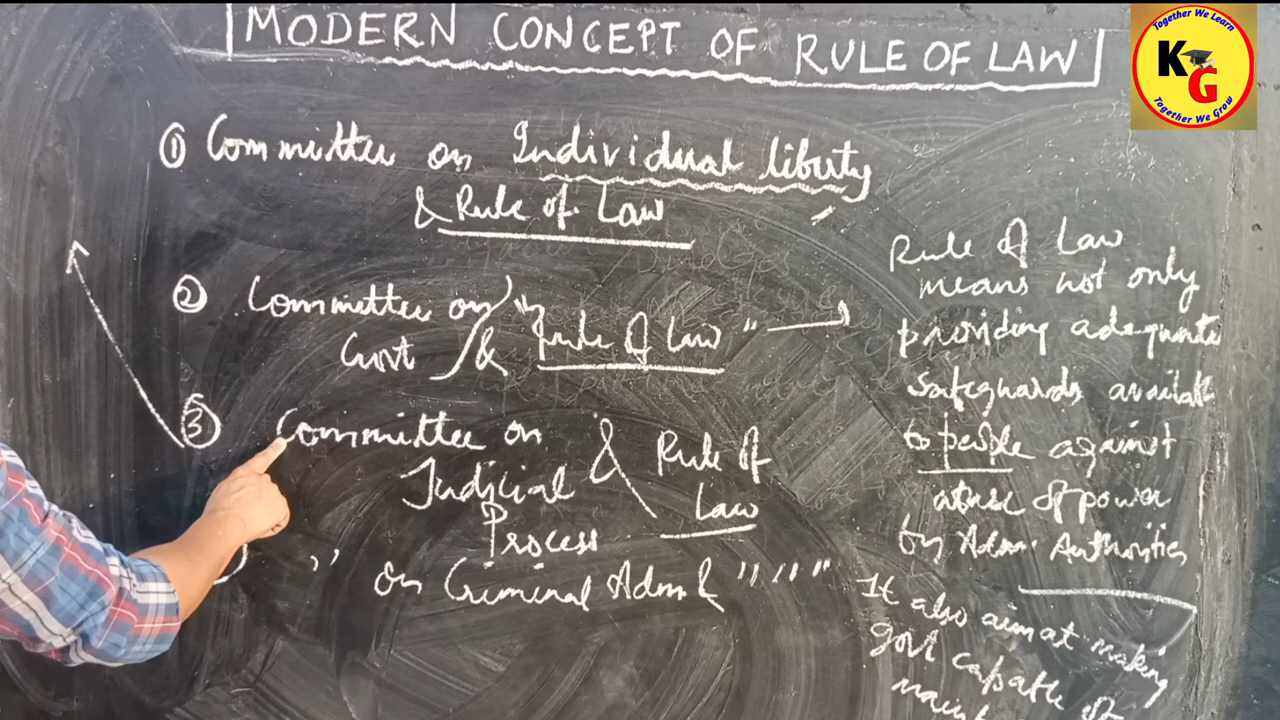 MODERN CONCEPT OF RULE OF LAW
Together We Learn
KG
Together We Grow
① Committee on Individual liberty
& Rule of Law
② Committee on
Govt & Rule of Law "
③ Committee on & Rule of
Judicial Law
Process
" on Criminal Adm & " " "
Rule of Law
means not only
providing adequate
safeguards available
to people against
abuse of power
by Adm. Authorities
It also aim at making
govt capable of